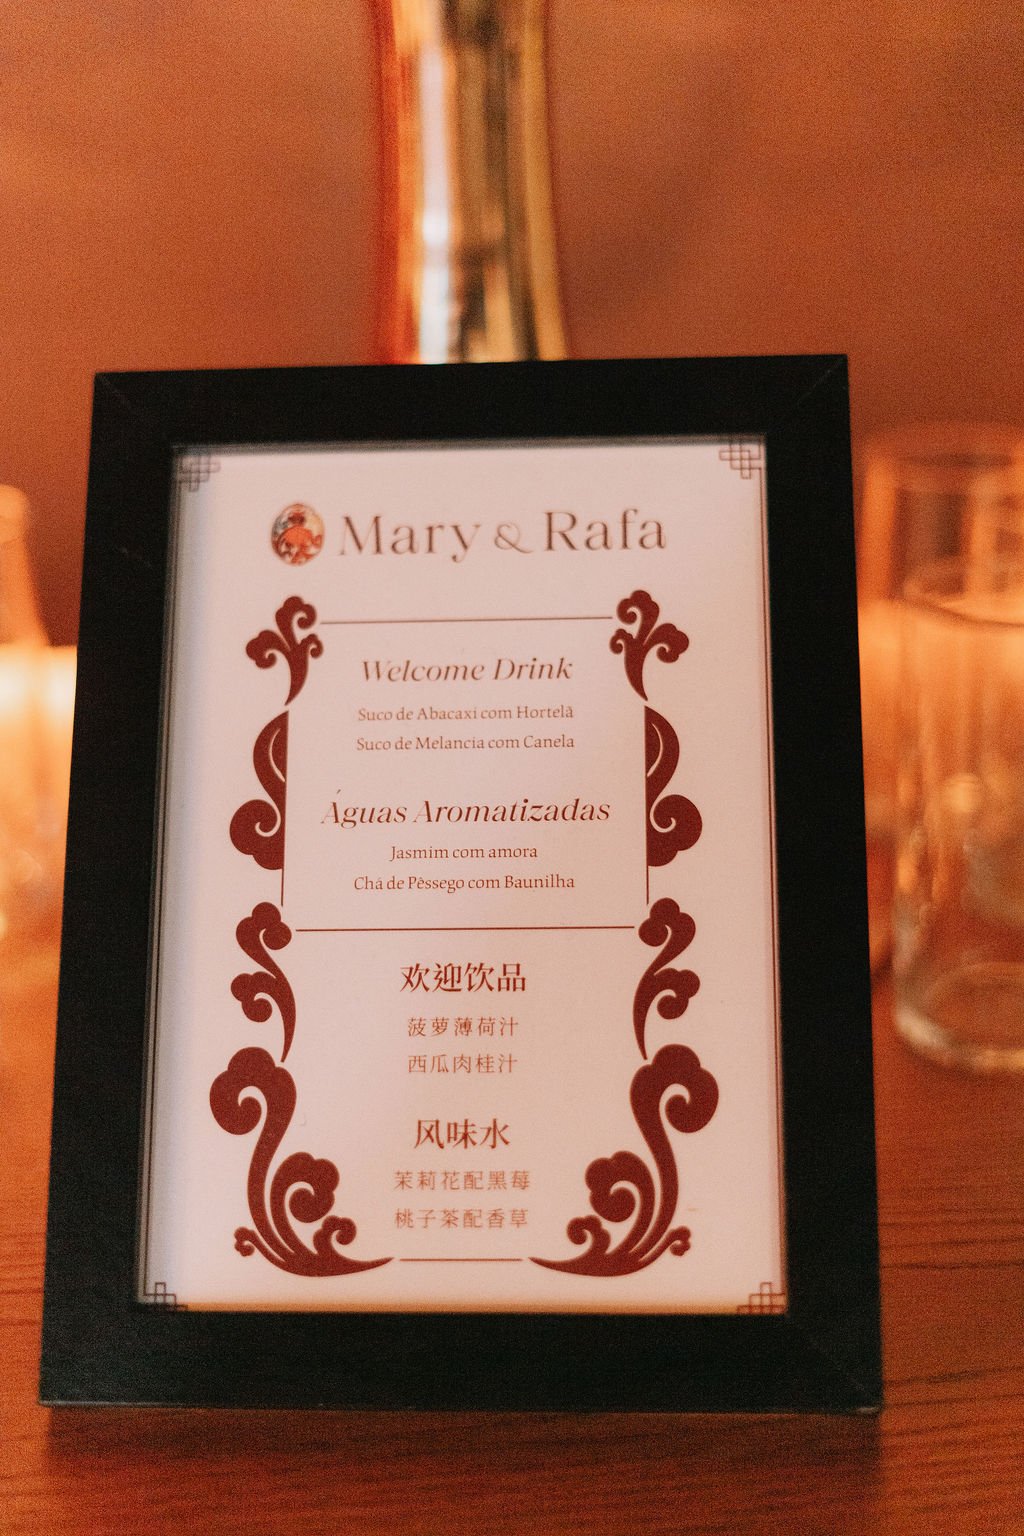 Mary & Rafa
Welcome Drink
Suco de Abacaxi com Hortelã
Suco de Melancia com Canela
Águas Aromatizadas
Jasmim com amora
Chá de Pêssego com Baunilha
欢迎饮品
菠萝薄荷汁
西瓜肉桂汁
风味水
茉莉花配黑莓
桃子茶配香草